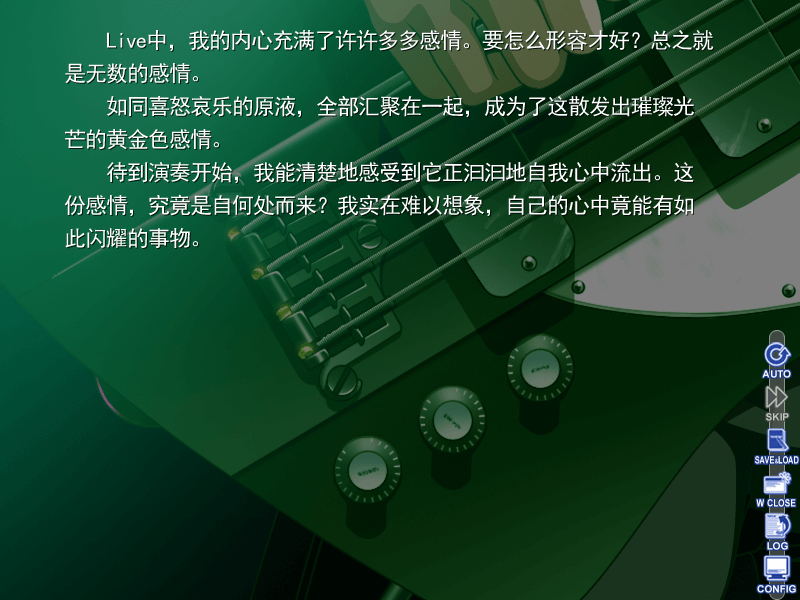 Live中，我的内心充满了许许多多感情。要怎么形容才好？总之就
是无数的感情。
如同喜怒哀乐的原液，全部汇聚在一起，成为了这散发出璀璨光
芒的黄金色感情。
待到演奏开始，我能清楚地感受到它正汩汩地自我心中流出。这
份感情，究竟是自何处而来？我实在难以想象，自己的心中竟能有如
此闪耀的事物。
AUTO
SKIP
SAVE&LOAD
W CLOSE
LOG
CONFIG